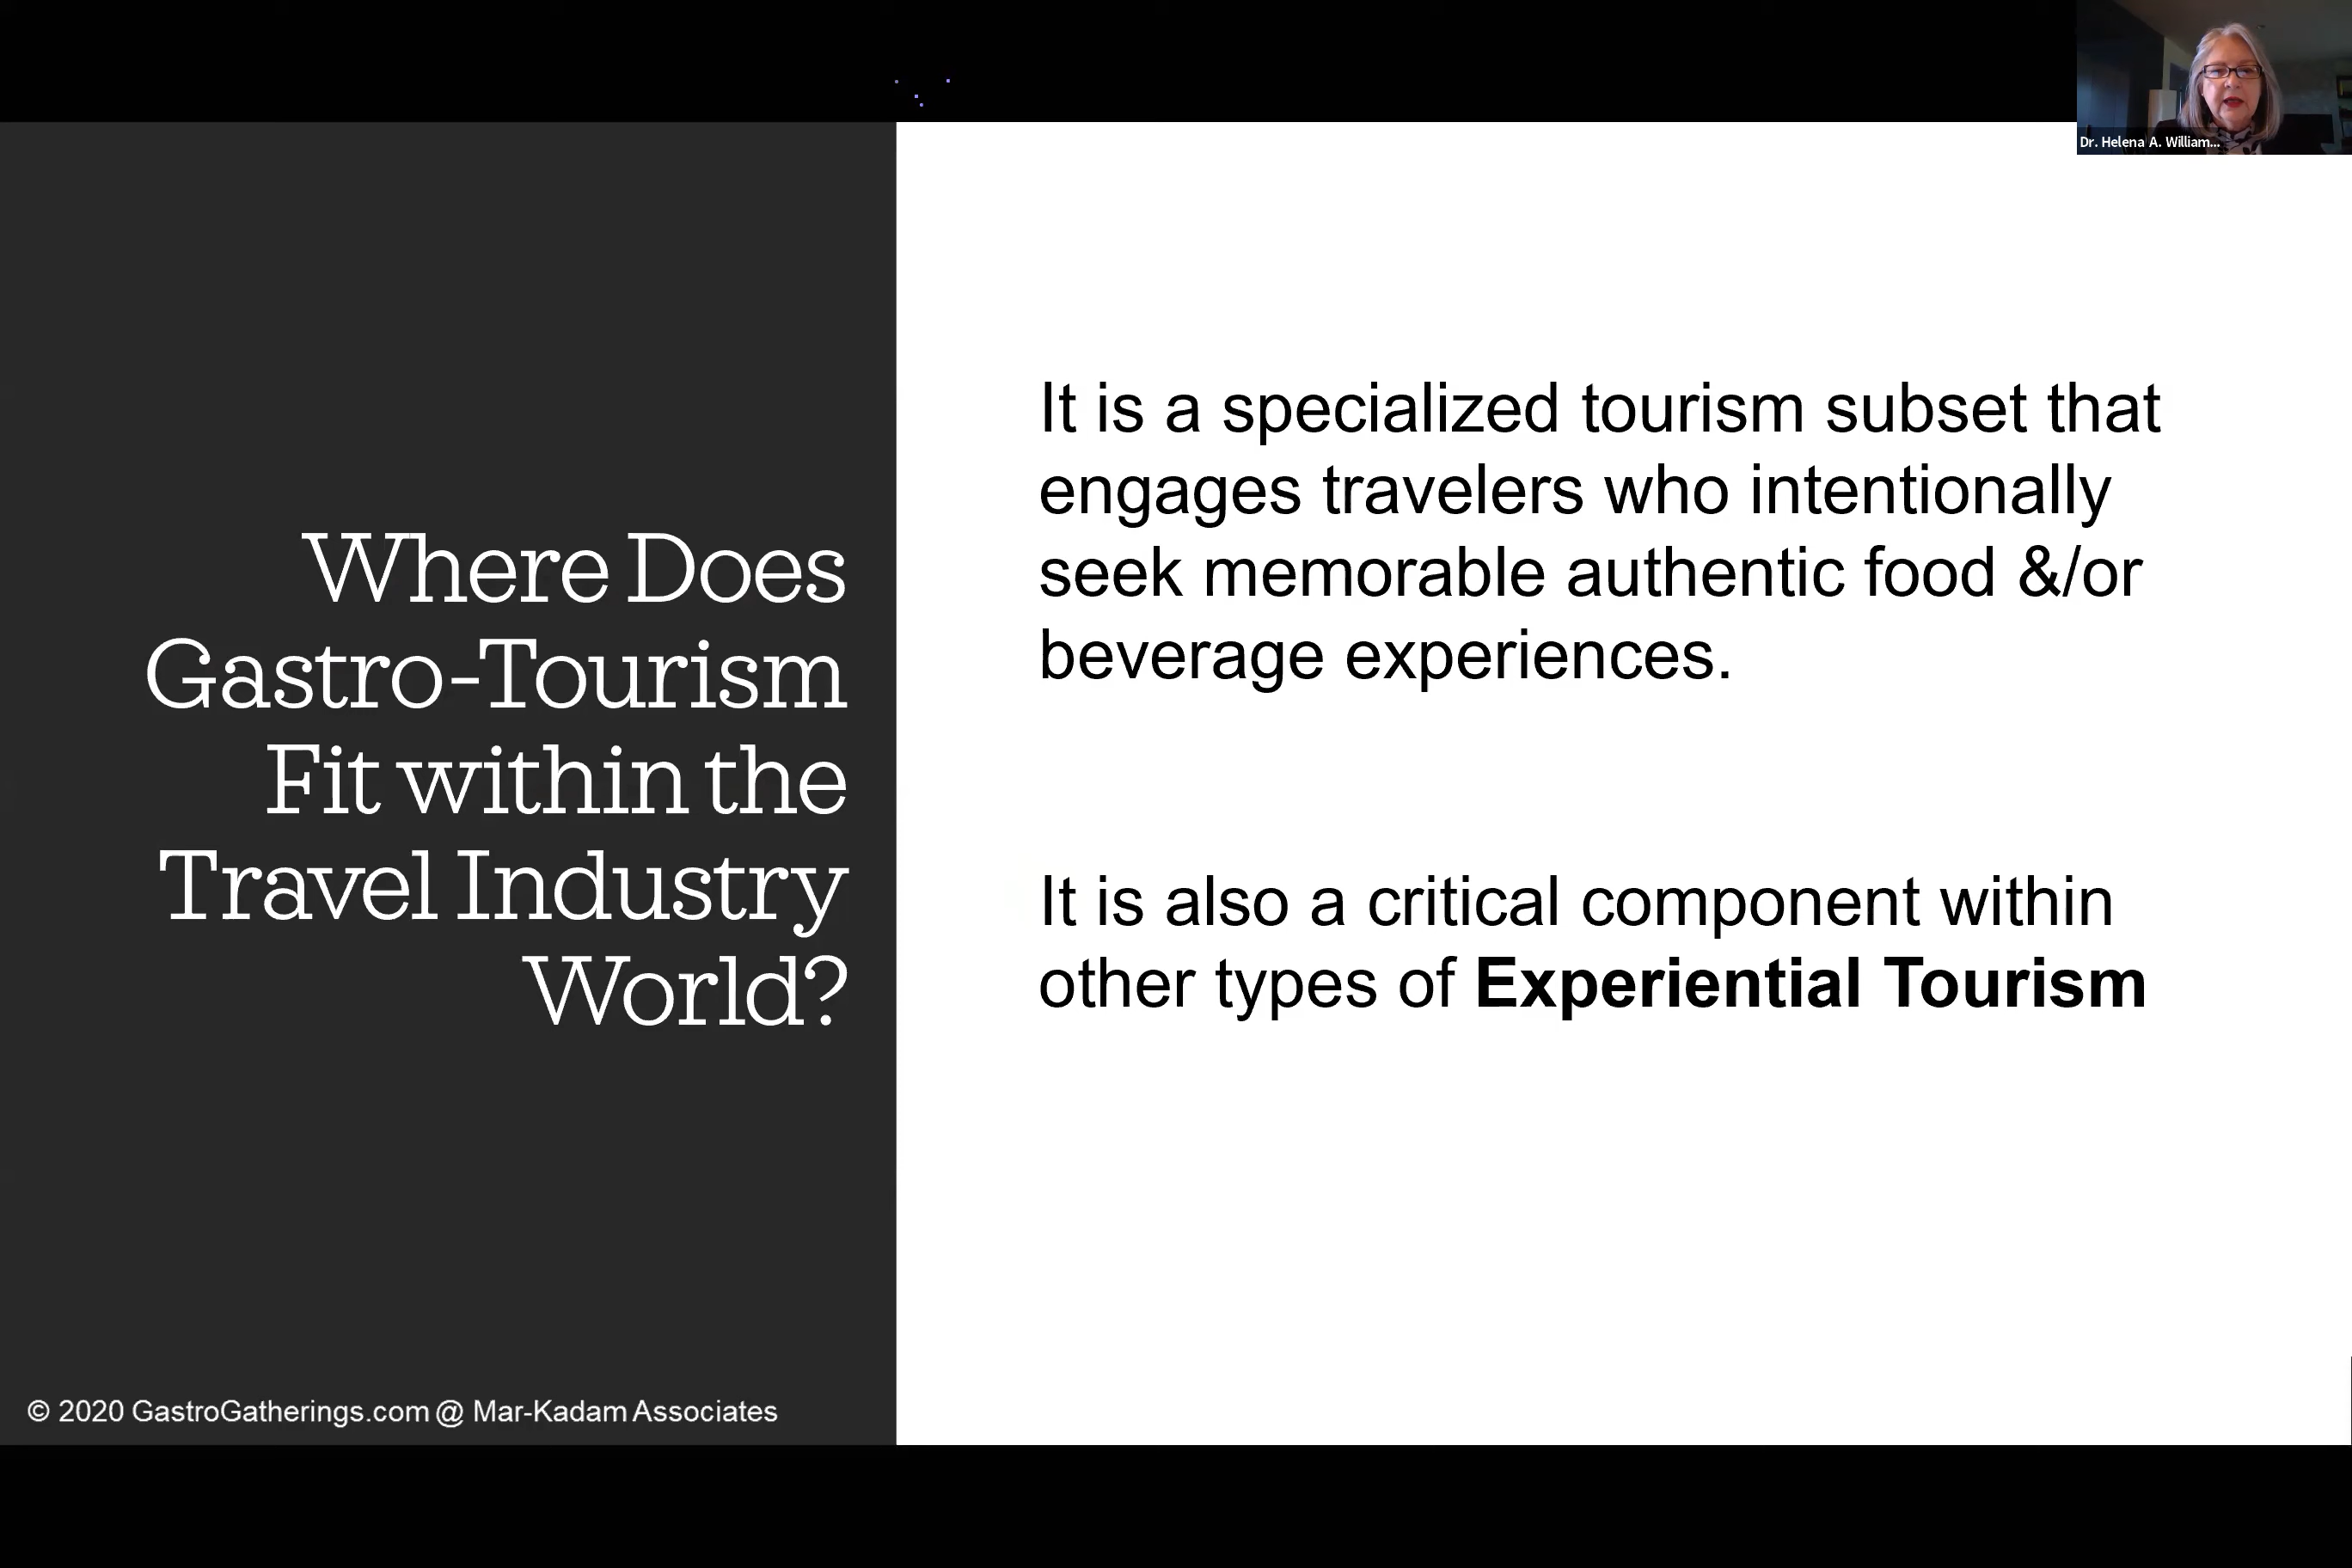 Dr. Helena A. William...
Where Does
Gastro-Tourism
Fit within the
Travel Industry
World?
It is a specialized tourism subset that
engages travelers who intentionally
seek memorable authentic food &/or
beverage experiences.
It is also a critical component within
other types of Experiential Tourism
© 2020 GastroGatherings.com @ Mar-Kadam Associates